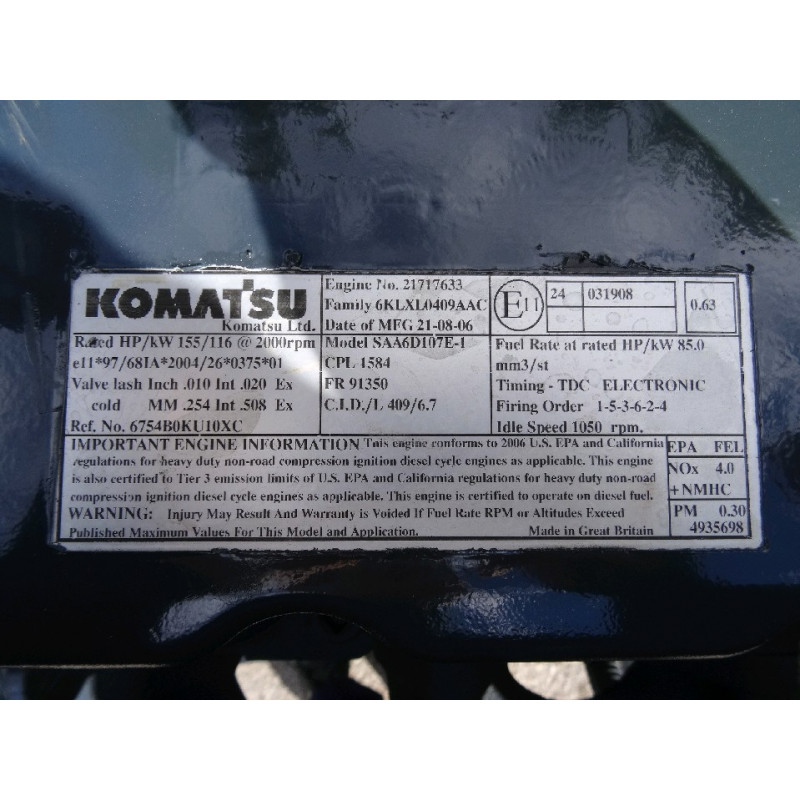 KOMATSU
Komatsu Ltd.
Engine No. 21717633
Family 6KLXL0409AAC
Date of MFG 21-08-06
E11
24 031908
0.63
Rated HP/kW 155/116 @ 2000rpm
e11*97/68IA*2004/26*0375*01
Valve lash Inch .010 Int .020 Ex
cold MM .254 Int .508 Ex
Ref. No. 6754B0KU10XC
Model SAA6D107E-1
CPL 1584
FR 91350
C.I.D./L 409/6.7
Fuel Rate at rated HP/kW 85.0
mm3/st
Timing - TDC ELECTRONIC
Firing Order 1-5-3-6-2-4
Idle Speed 1050 rpm.
IMPORTANT ENGINE INFORMATION This engine conforms to 2006 U.S. EPA and California
regulations for heavy duty non-road compression ignition diesel cycle engines as applicable. This engine
is also certified to Tier 3 emission limits of U.S. EPA and California regulations for heavy duty non-road
compression ignition diesel cycle engines as applicable. This engine is certified to operate on diesel fuel.
WARNING: Injury May Result And Warranty is Voided If Fuel Rate RPM or Altitudes Exceed
Published Maximum Values For This Model and Application. Made in Great Britain
EPA FEL
NOx 4.0
+NMHC
PM 0.30
4935698